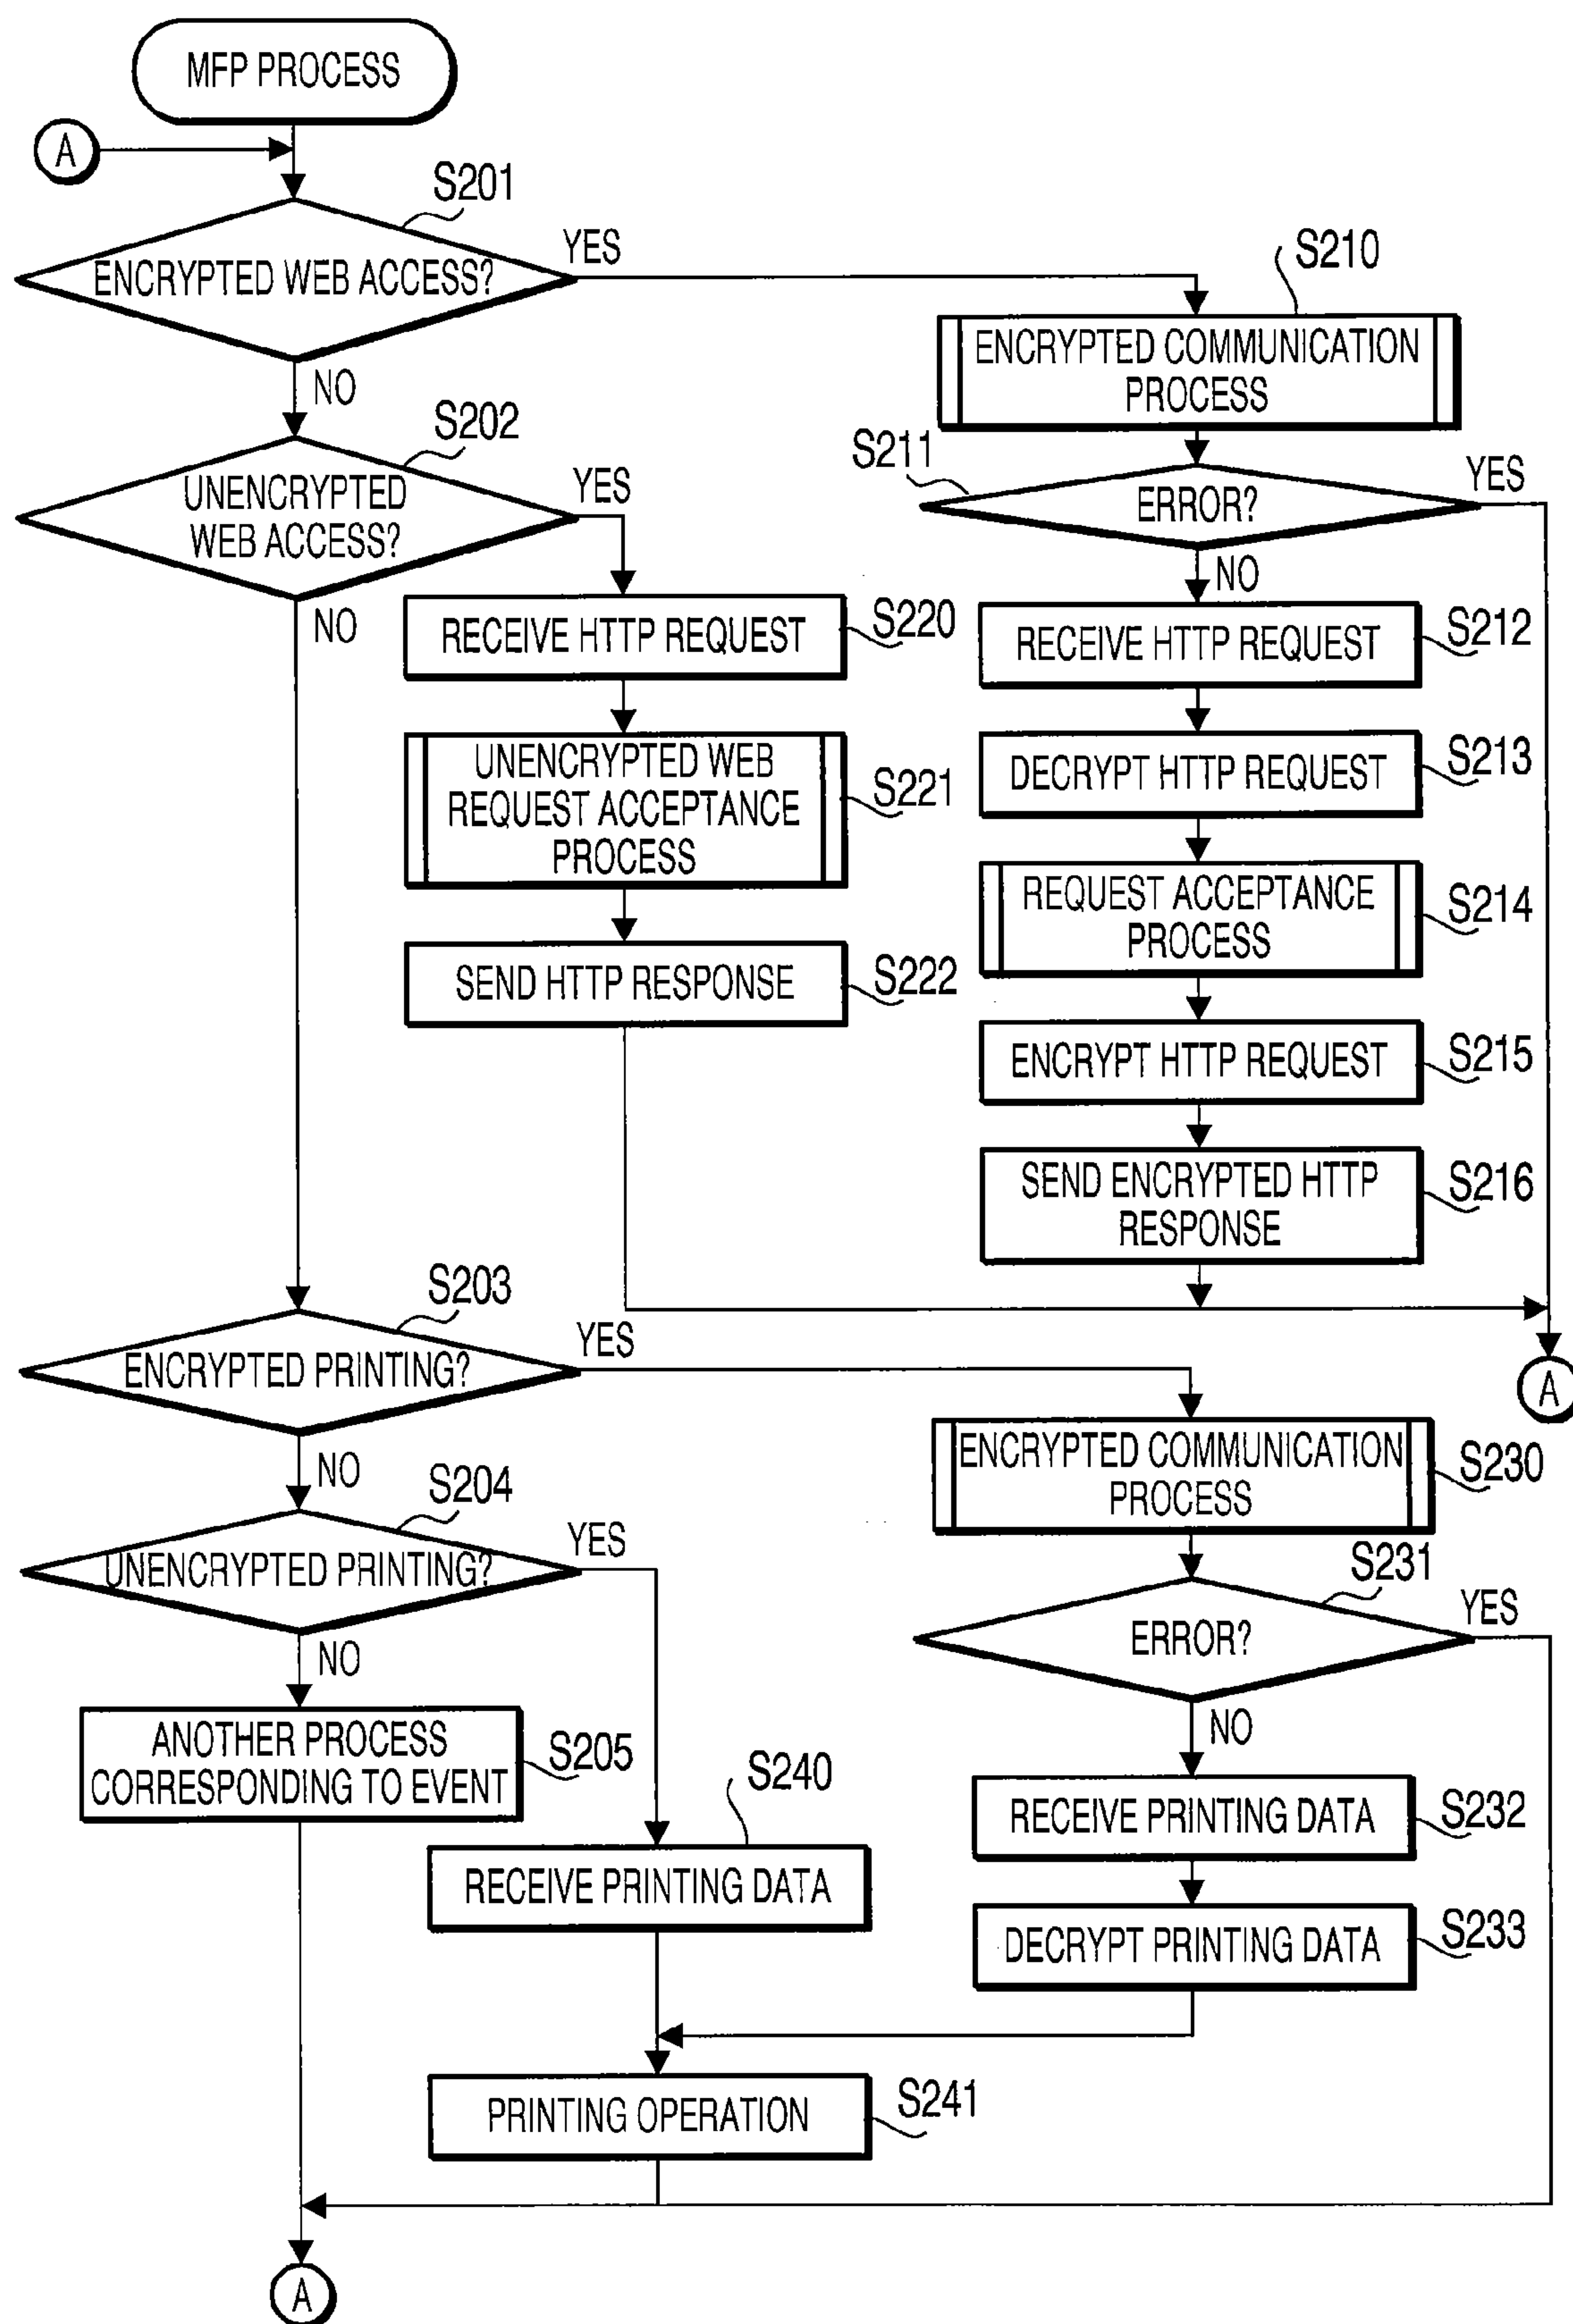 MFP PROCESS
A
S201
ENCRYPTED WEB ACCESS?
YES
NO
S210
ENCRYPTED COMMUNICATION
PROCESS
S202
UNENCRYPTED
WEB ACCESS?
YES
NO
S211
ERROR?
YES
NO
RECEIVE HTTP REQUEST
S220
RECEIVE HTTP REQUEST
S212
UNENCRYPTED WEB
REQUEST ACCEPTANCE
PROCESS
S221
DECRYPT HTTP REQUEST
S213
REQUEST ACCEPTANCE
PROCESS
S214
SEND HTTP RESPONSE
S222
ENCRYPT HTTP REQUEST
S215
SEND ENCRYPTED HTTP
RESPONSE
S216
S203
ENCRYPTED PRINTING?
YES
NO
A
ENCRYPTED COMMUNICATION
PROCESS
S230
S204
UNENCRYPTED PRINTING?
YES
NO
S231
ERROR?
YES
NO
ANOTHER PROCESS
CORRESPONDING TO EVENT
S205
S240
RECEIVE PRINTING DATA
RECEIVE PRINTING DATA
S232
DECRYPT PRINTING DATA
S233
PRINTING OPERATION
S241
A